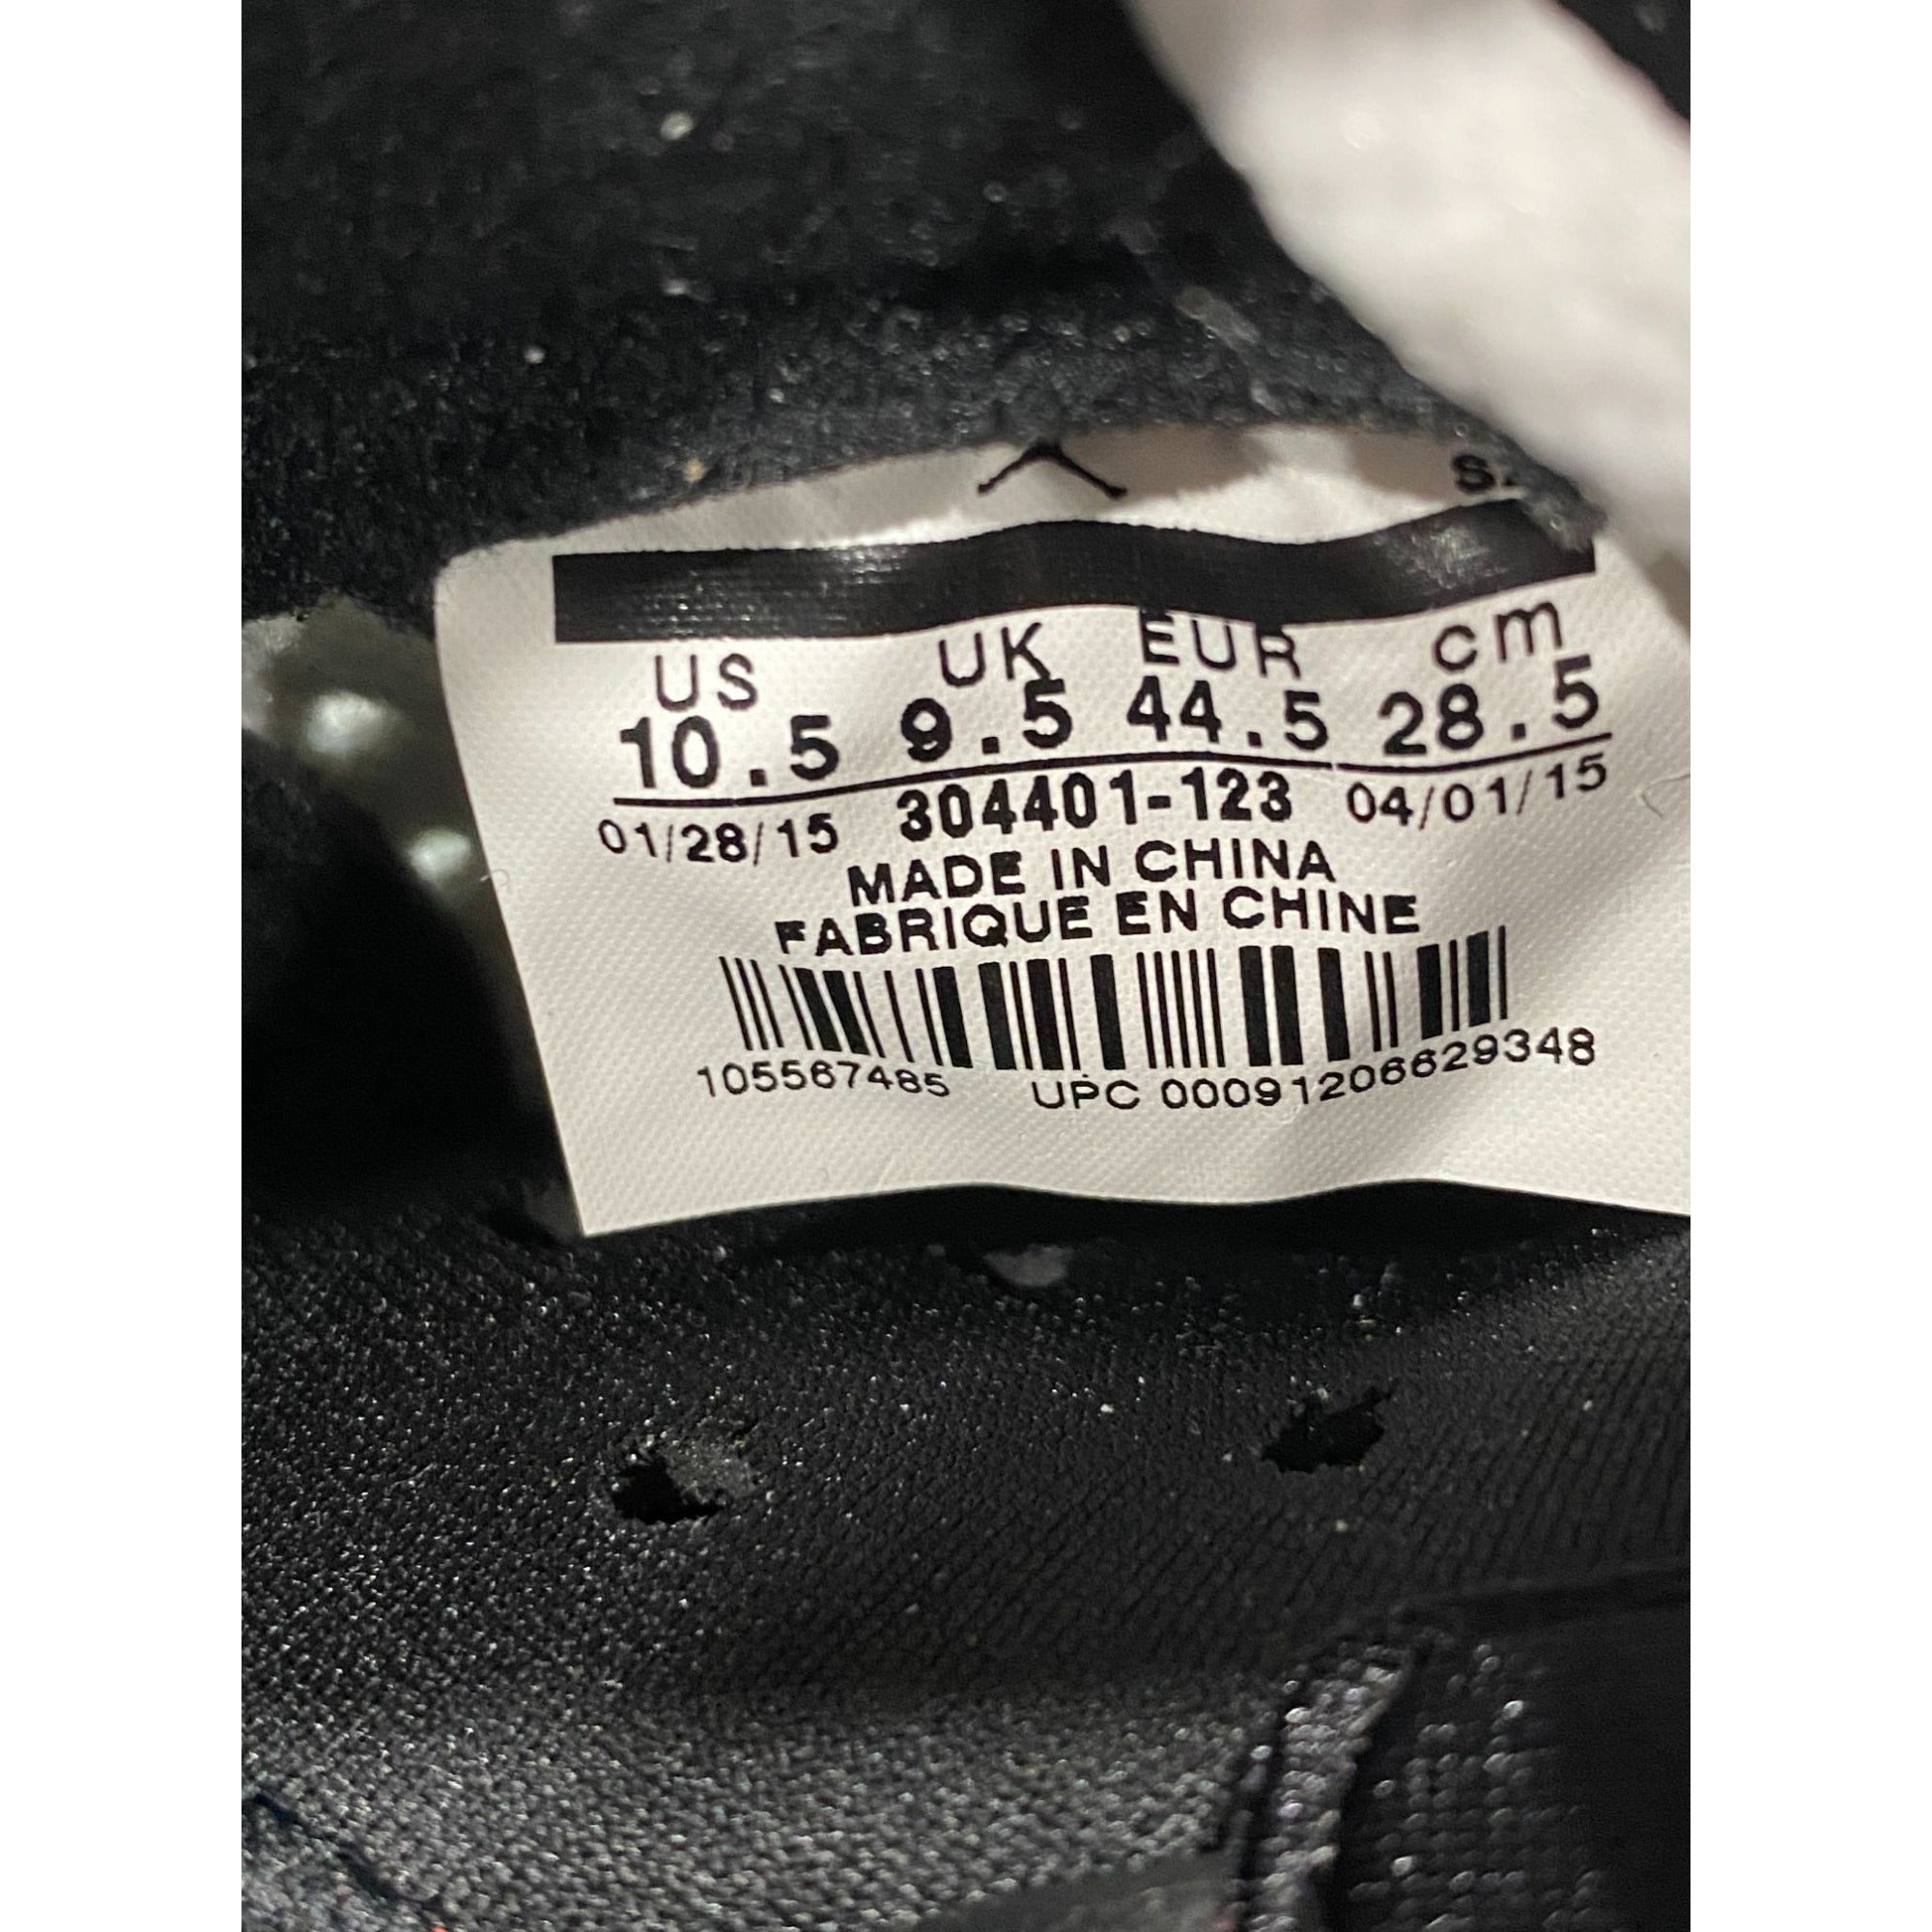 US UK EUR cm
10.5 9.5 44.5 28.5
01/28/15 304401-123 04/01/15
MADE IN CHINA
FABRIQUE EN CHINE
105567485 UPC 00091206629348